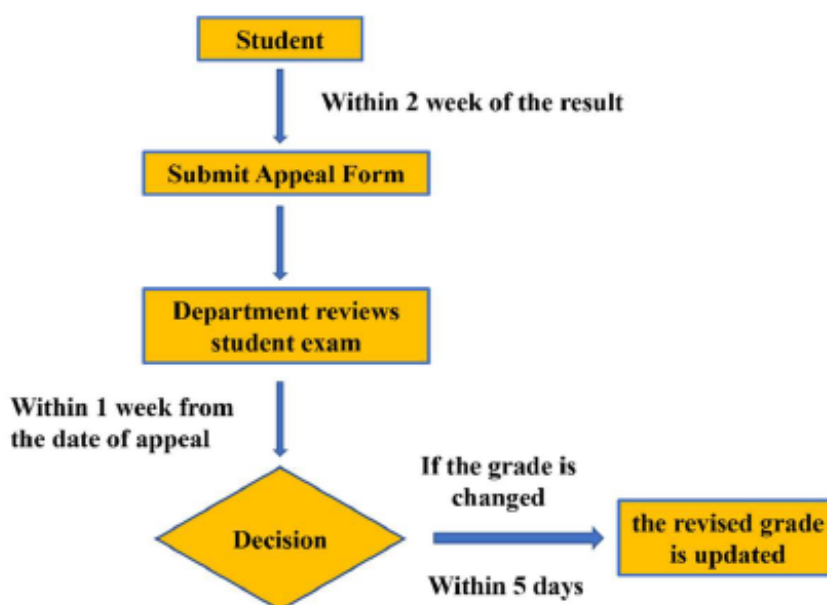 Student
Within 2 week of the result
Submit Appeal Form
Department reviews
student exam
Within 1 week from
the date of appeal
Decision
If the grade is
changed
Within 5 days
the revised grade
is updated